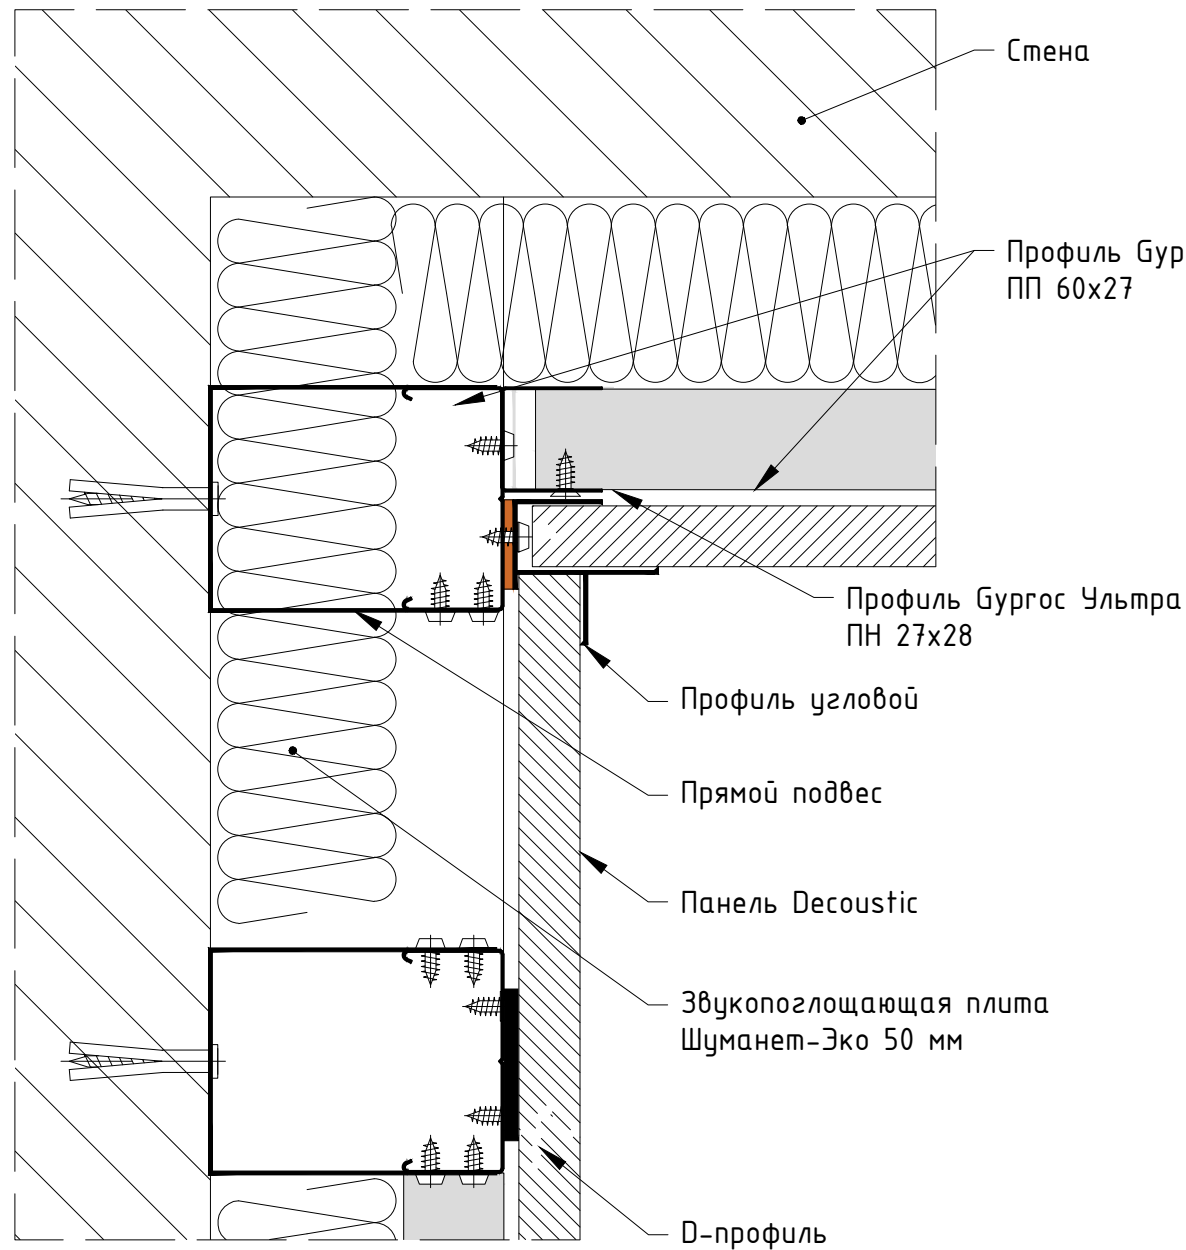 Стена
Профиль Gyp
ПП 60х27
Профиль Gyproc Ультра
ПН 27х28
Профиль угловой
Прямой подвес
Панель Decoustic
Звукопоглощающая плита
Шуманет-Эко 50 мм
D-профиль